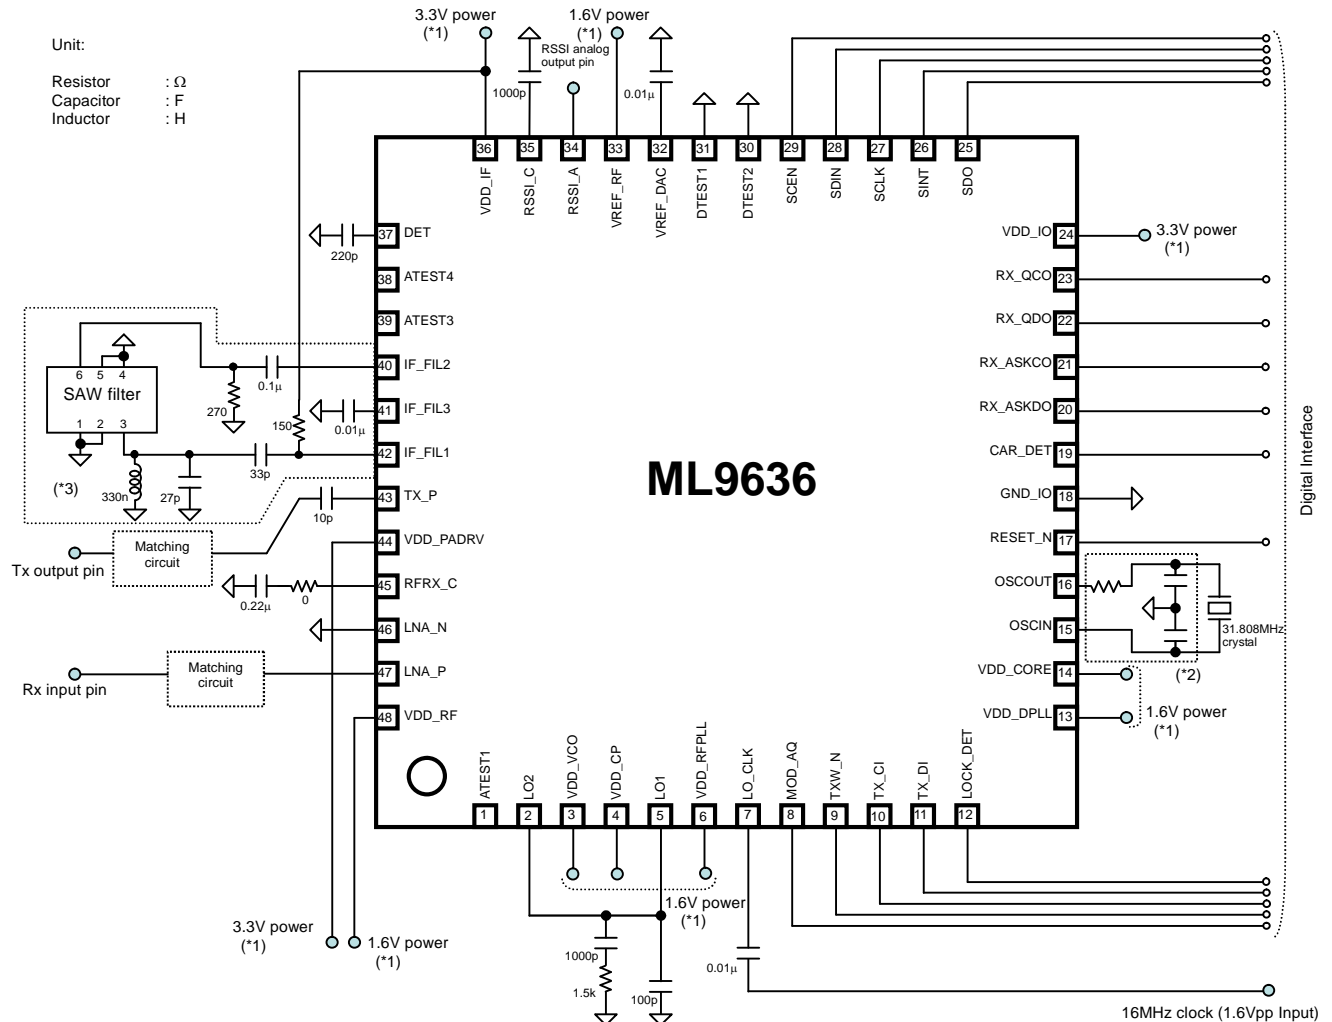 Unit:
Resistor : Ω
Capacitor : F
Inductor : H
3.3V power
(*1)
1000p
RSSI analog
output pin
1.6V power
(*1)
0.01μ
36
35
34
33
32
31
30
29
28
27
26
25
VDD_IF
RSSI_C
RSSI_A
VREF_RF
VREF_DAC
DTEST1
DTEST2
SCEN
SDIN
SCLK
SINT
SDO
220p
37 DET
38 ATEST4
39 ATEST3
40 IF_FIL2
41 IF_FIL3
42 IF_FIL1
43 TX_P
44 VDD_PADRV
45 RFRX_C
46 LNA_N
47 LNA_P
48 VDD_RF
6 5 4
SAW filter
1 2 3
0.1μ
270
150
0.01μ
33p
(*3)
330n
27p
10p
Matching
circuit
Tx output pin
0.22μ
0
Matching
circuit
Rx input pin
ML9636
VDD_IO 24
3.3V power
(*1)
RX_QCO 23
RX_QDO 22
RX_ASKCO 21
RX_ASKDO 20
CAR_DET 19
GND_IO 18
RESET_N 17
OSCOUT 16
OSCIN 15
31.808MHz
crystal
(*2)
VDD_CORE 14
VDD_DPLL 13
1.6V power
(*1)
Digital Interface
ATEST1
LO2
VDD_VCO
VDD_CP
LO1
VDD_RFPLL
LO_CLK
MOD_AQ
TXW_N
TX_CI
TX_DI
LOCK_DET
1
2
3
4
5
6
7
8
9
10
11
12
1.6V power
(*1)
3.3V power
(*1)
1.6V power
(*1)
1000p
1.5k
100p
0.01μ
16MHz clock (1.6Vpp Input)